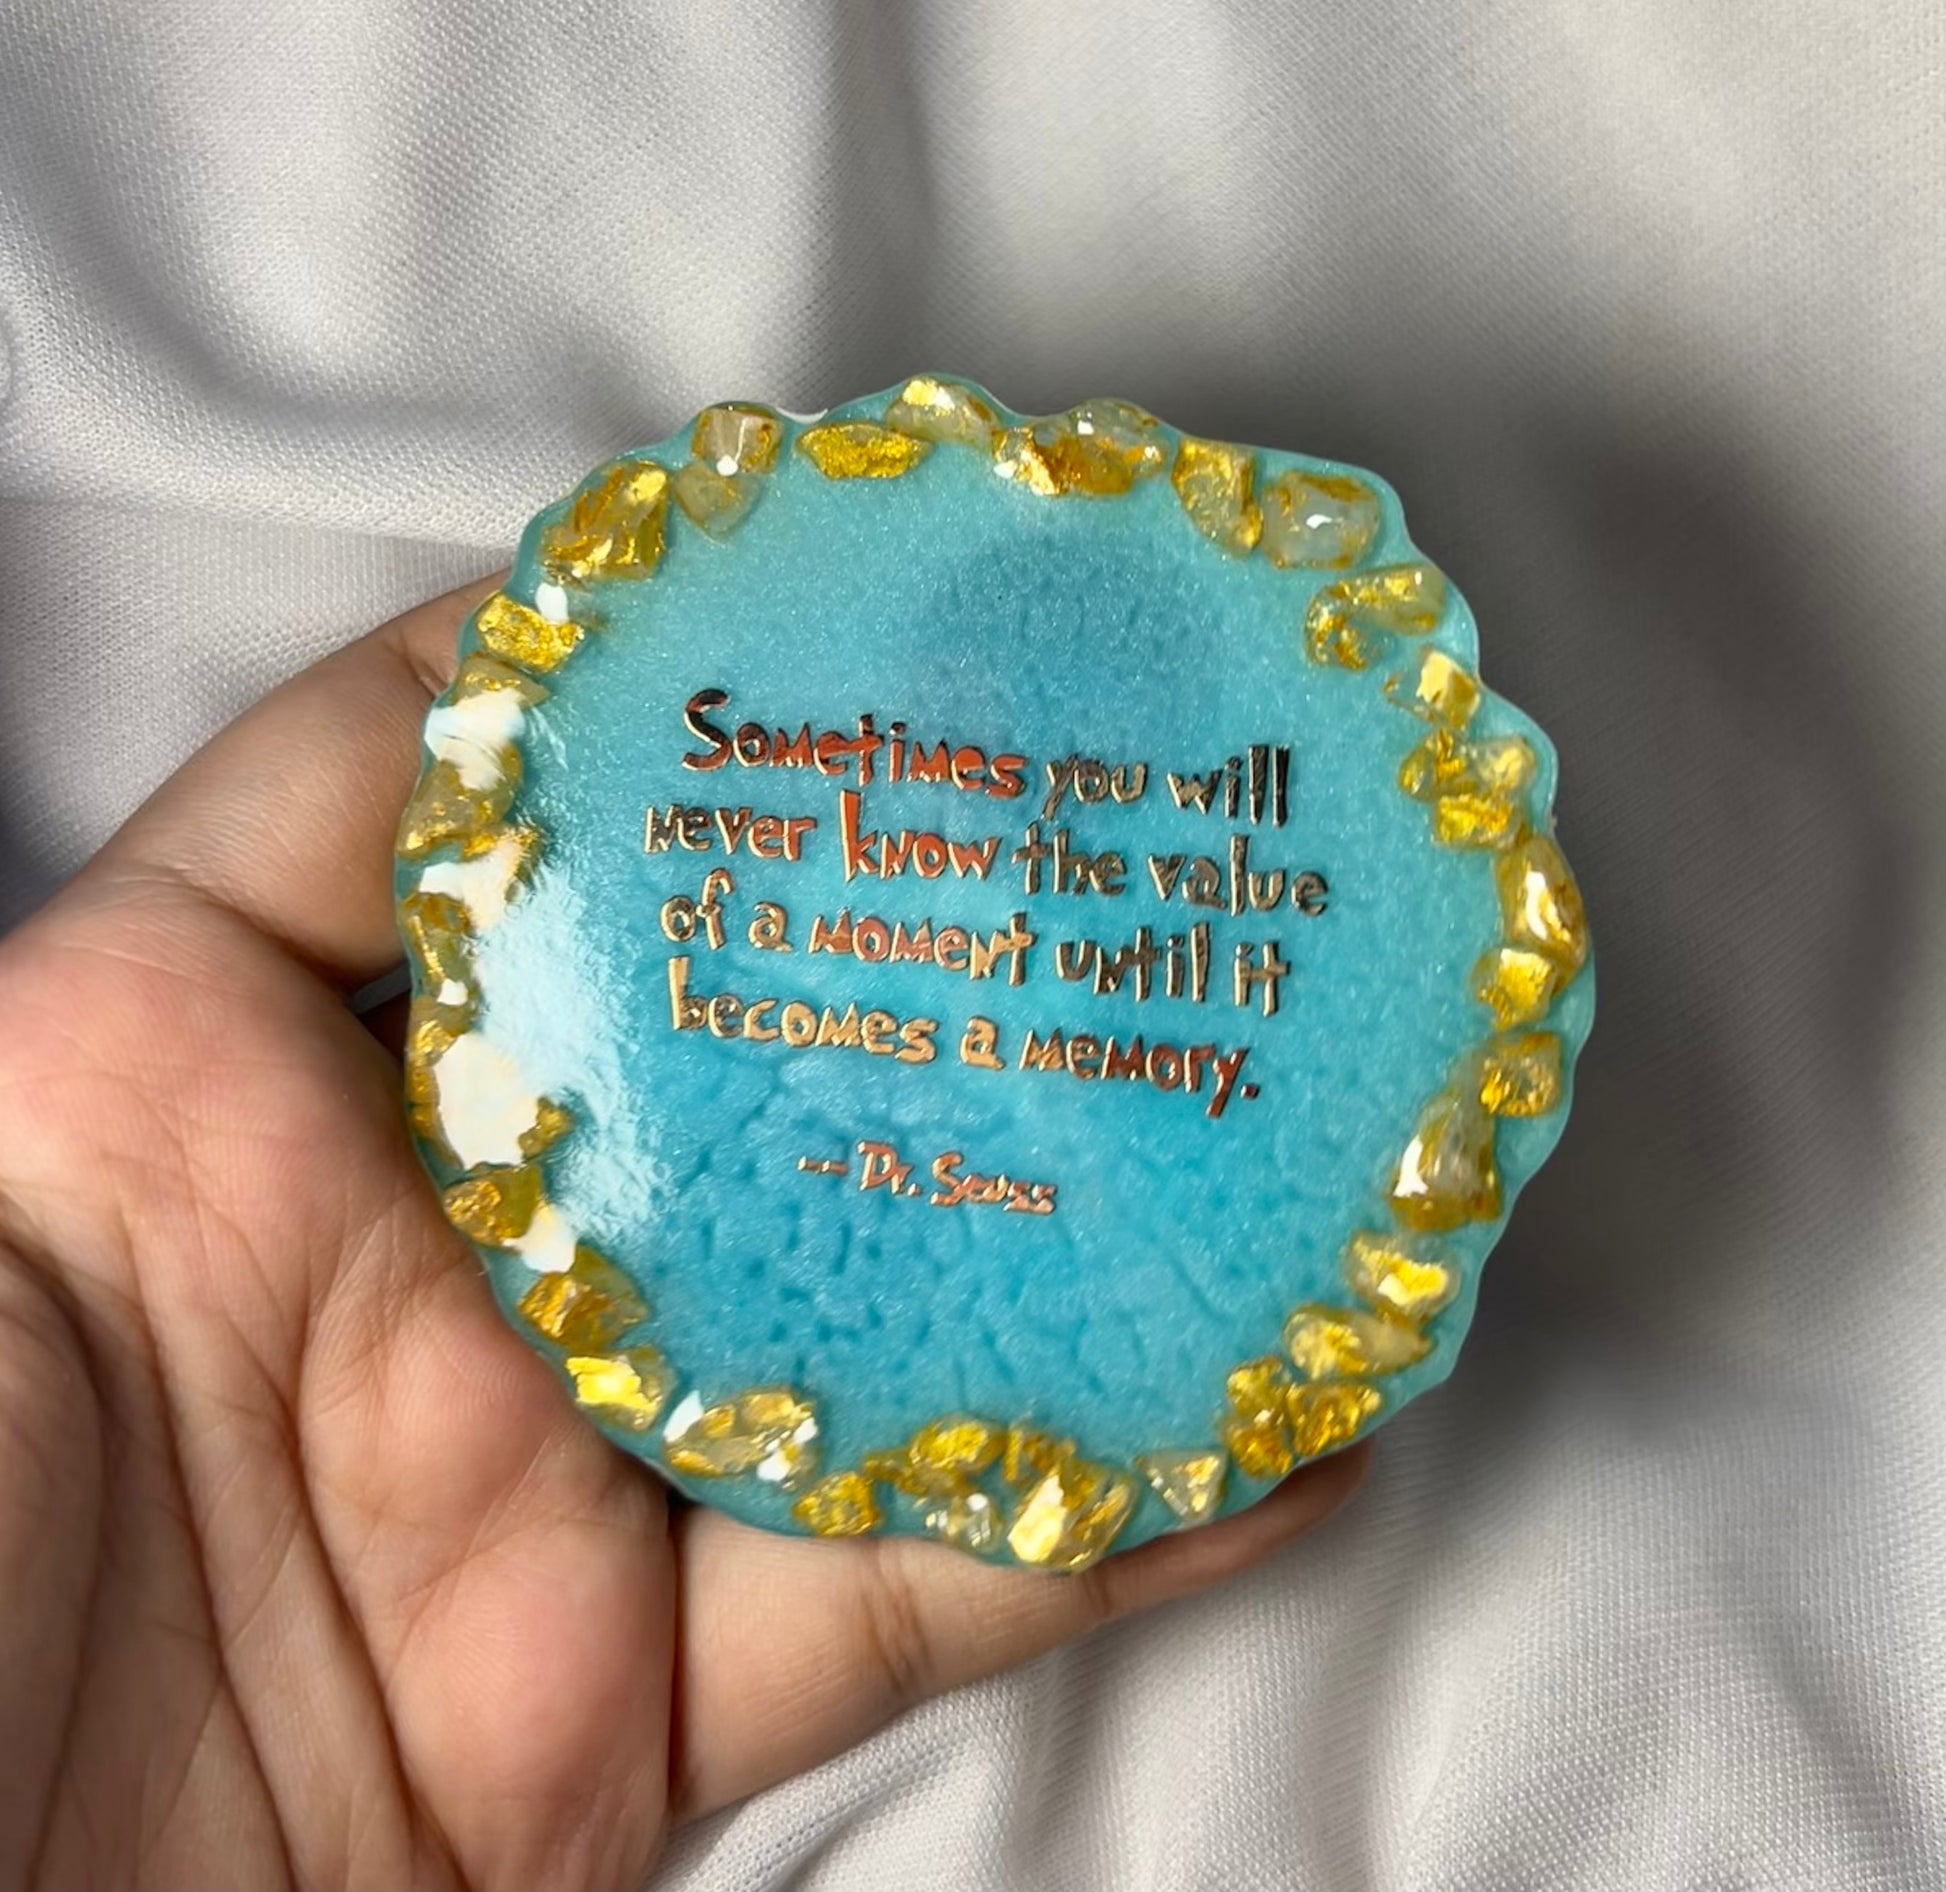 Sometimes you will
never know the value
of a moment until it
becomes a memory.
-- Dr. Seuss